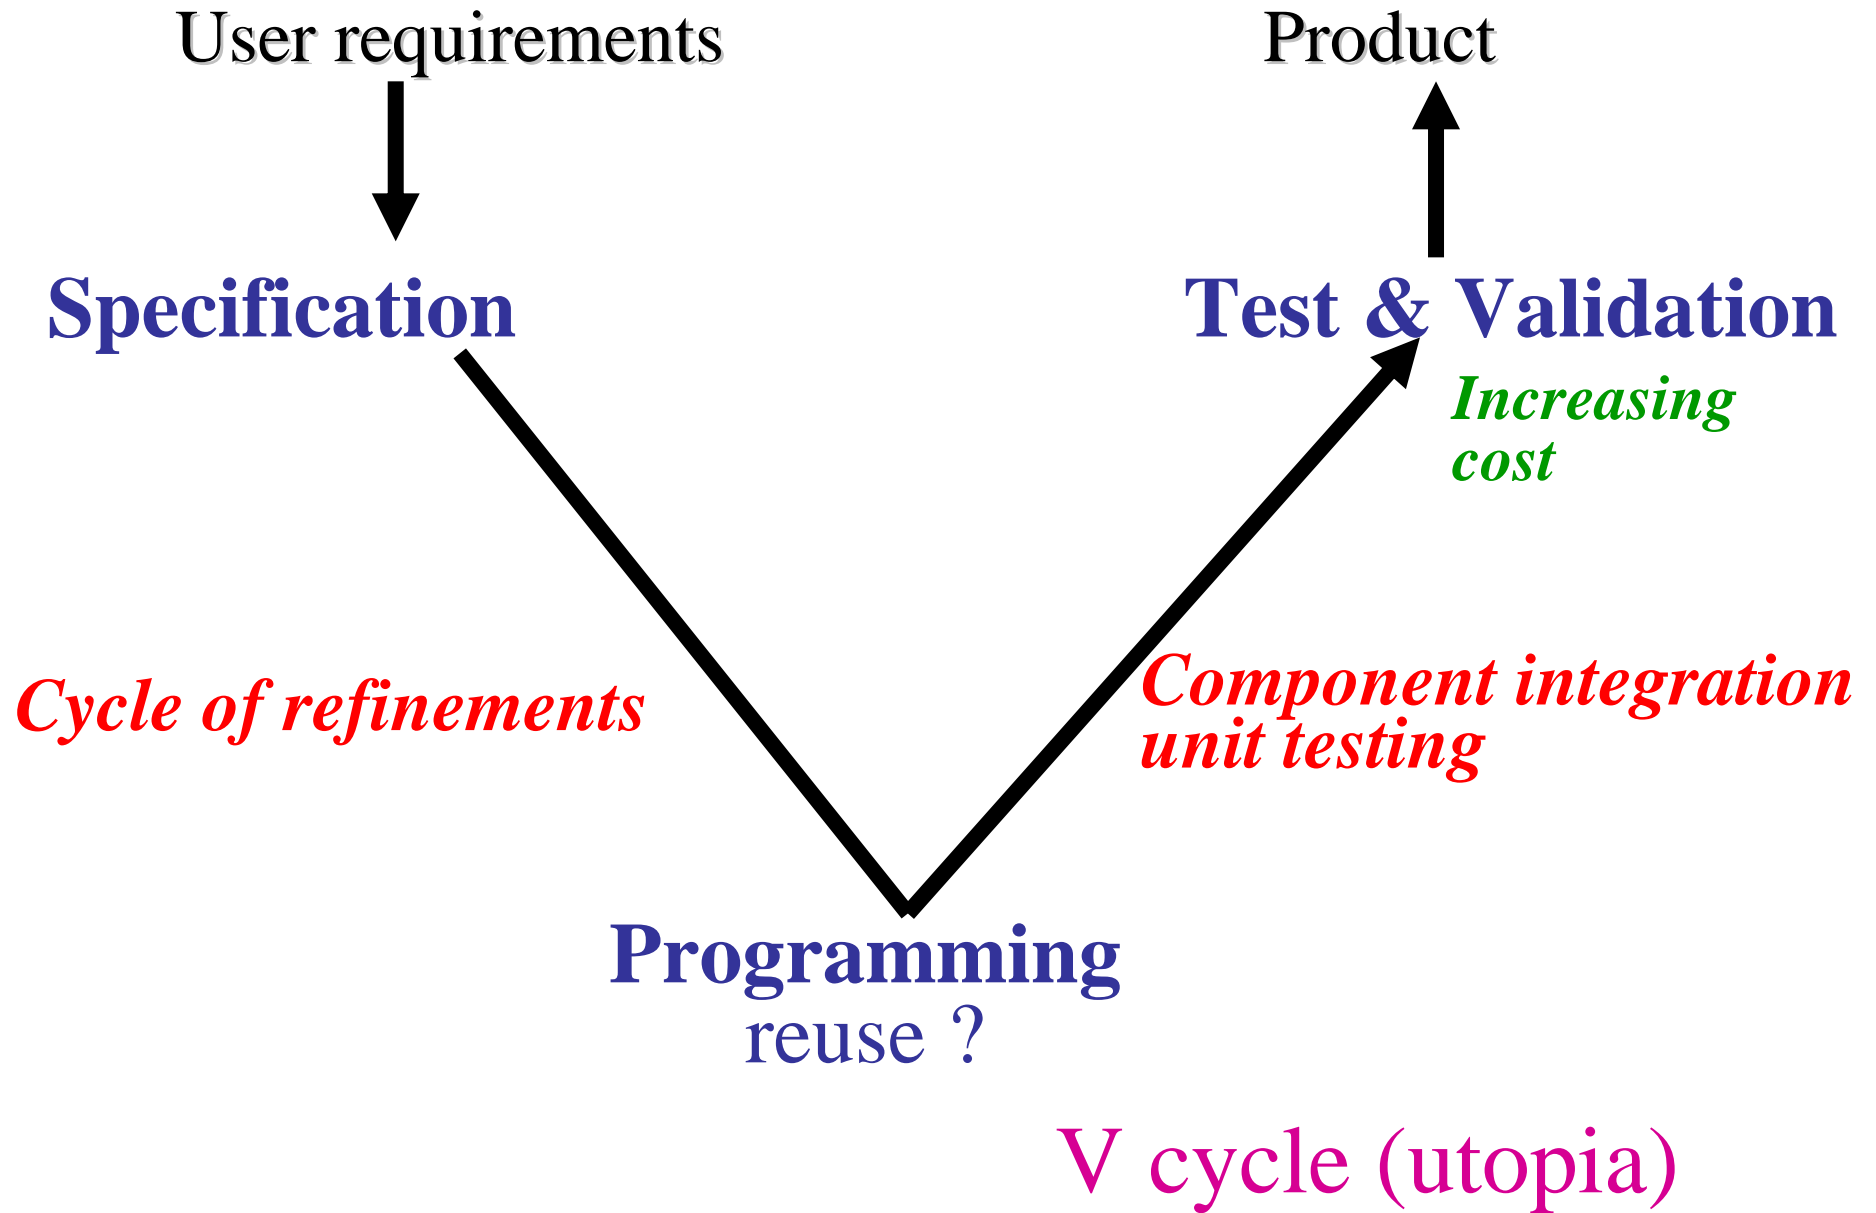 User requirements
Product
Specification
Test & Validation
Increasing
cost
Cycle of refinements
Component integration
unit testing
Programming
reuse ?
V cycle (utopia)